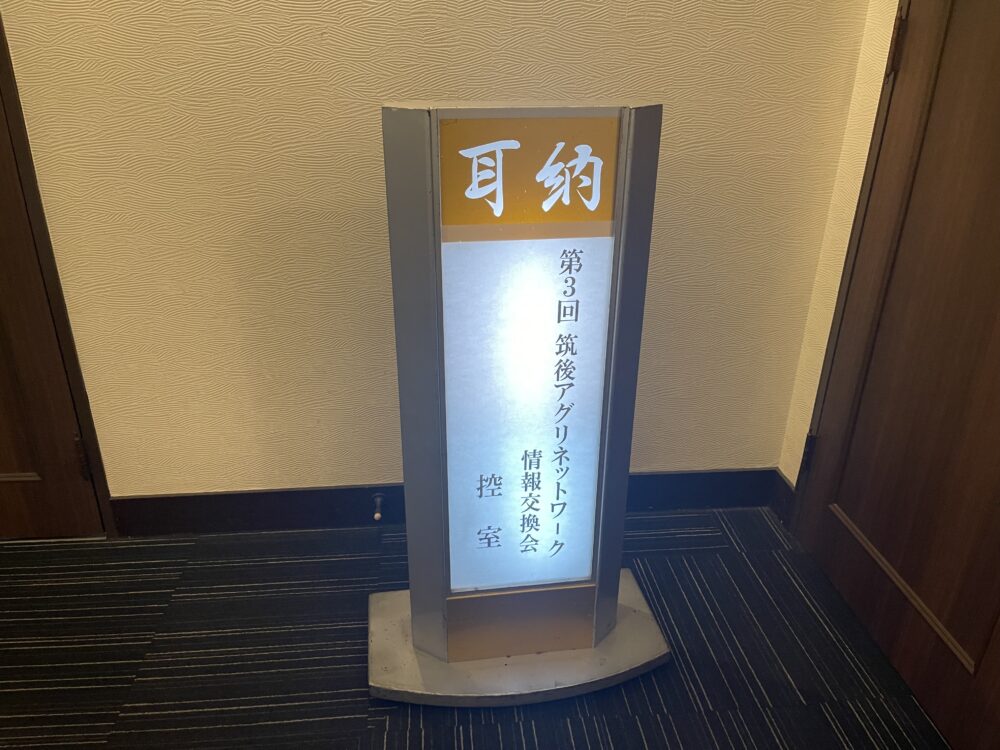 耳納
第3回 筑後アグリネットワーク
情報交換会
控室